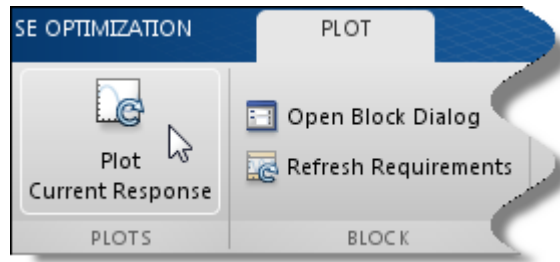 SE OPTIMIZATION
PLOT
Plot
Current Response
Open Block Dialog
Refresh Requirements
PLOTS
BLOCK